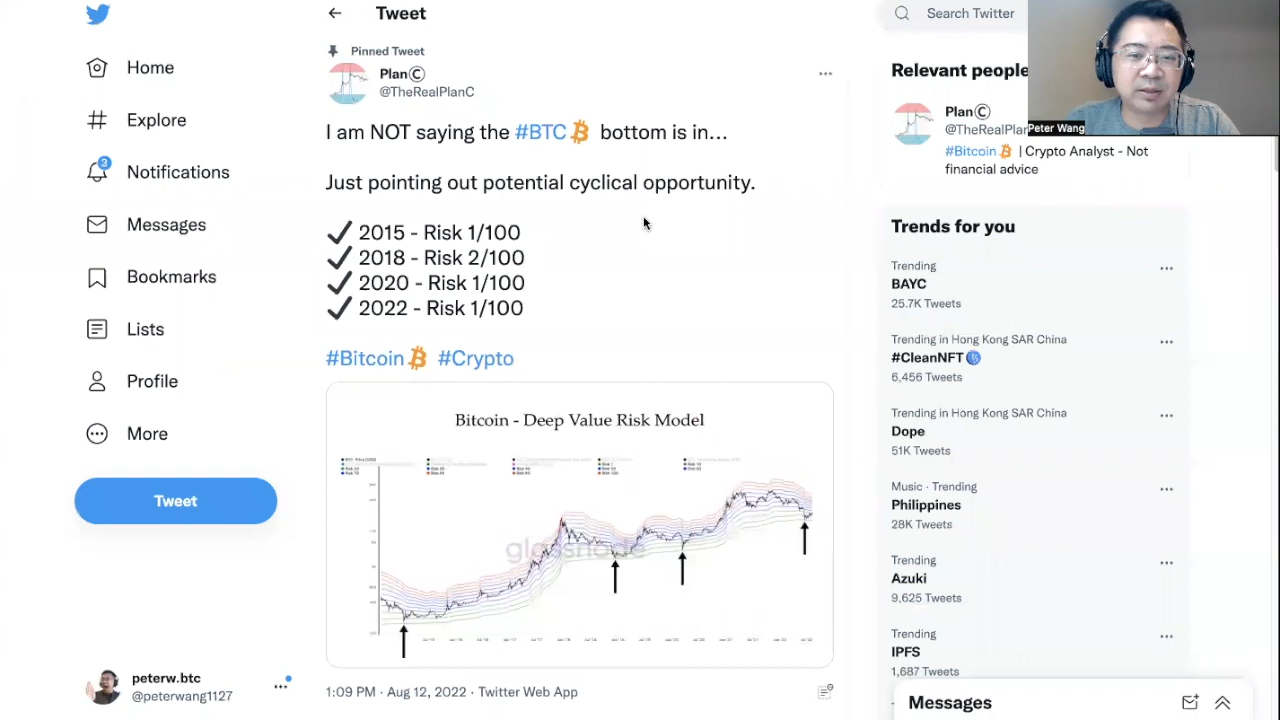 Tweet
Search Twitter
Home
Explore
3
Notifications
Messages
Bookmarks
Lists
Profile
More
Tweet
peterw.btc
@peterwang1127
Pinned Tweet
PlanⒸ
@TheRealPlanC
I am NOT saying the #BTC bottom is in...
Just pointing out potential cyclical opportunity.
2015 - Risk 1/100
2018 - Risk 2/100
2020 - Risk 1/100
2022 - Risk 1/100
#Bitcoin #Crypto
Bitcoin - Deep Value Risk Model
glassnode
1:09 PM · Aug 12, 2022 · Twitter Web App
Relevant people
Peter Wang
PlanⒸ
@TheRealPlan
#Bitcoin | Crypto Analyst - Not
financial advice
Trends for you
Trending
BAYC
25.7K Tweets
Trending in Hong Kong SAR China
#CleanNFT
6,456 Tweets
Trending in Hong Kong SAR China
Dope
51K Tweets
Music · Trending
Philippines
28K Tweets
Trending
Azuki
9,625 Tweets
Trending
IPFS
1,687 Tweets
Messages